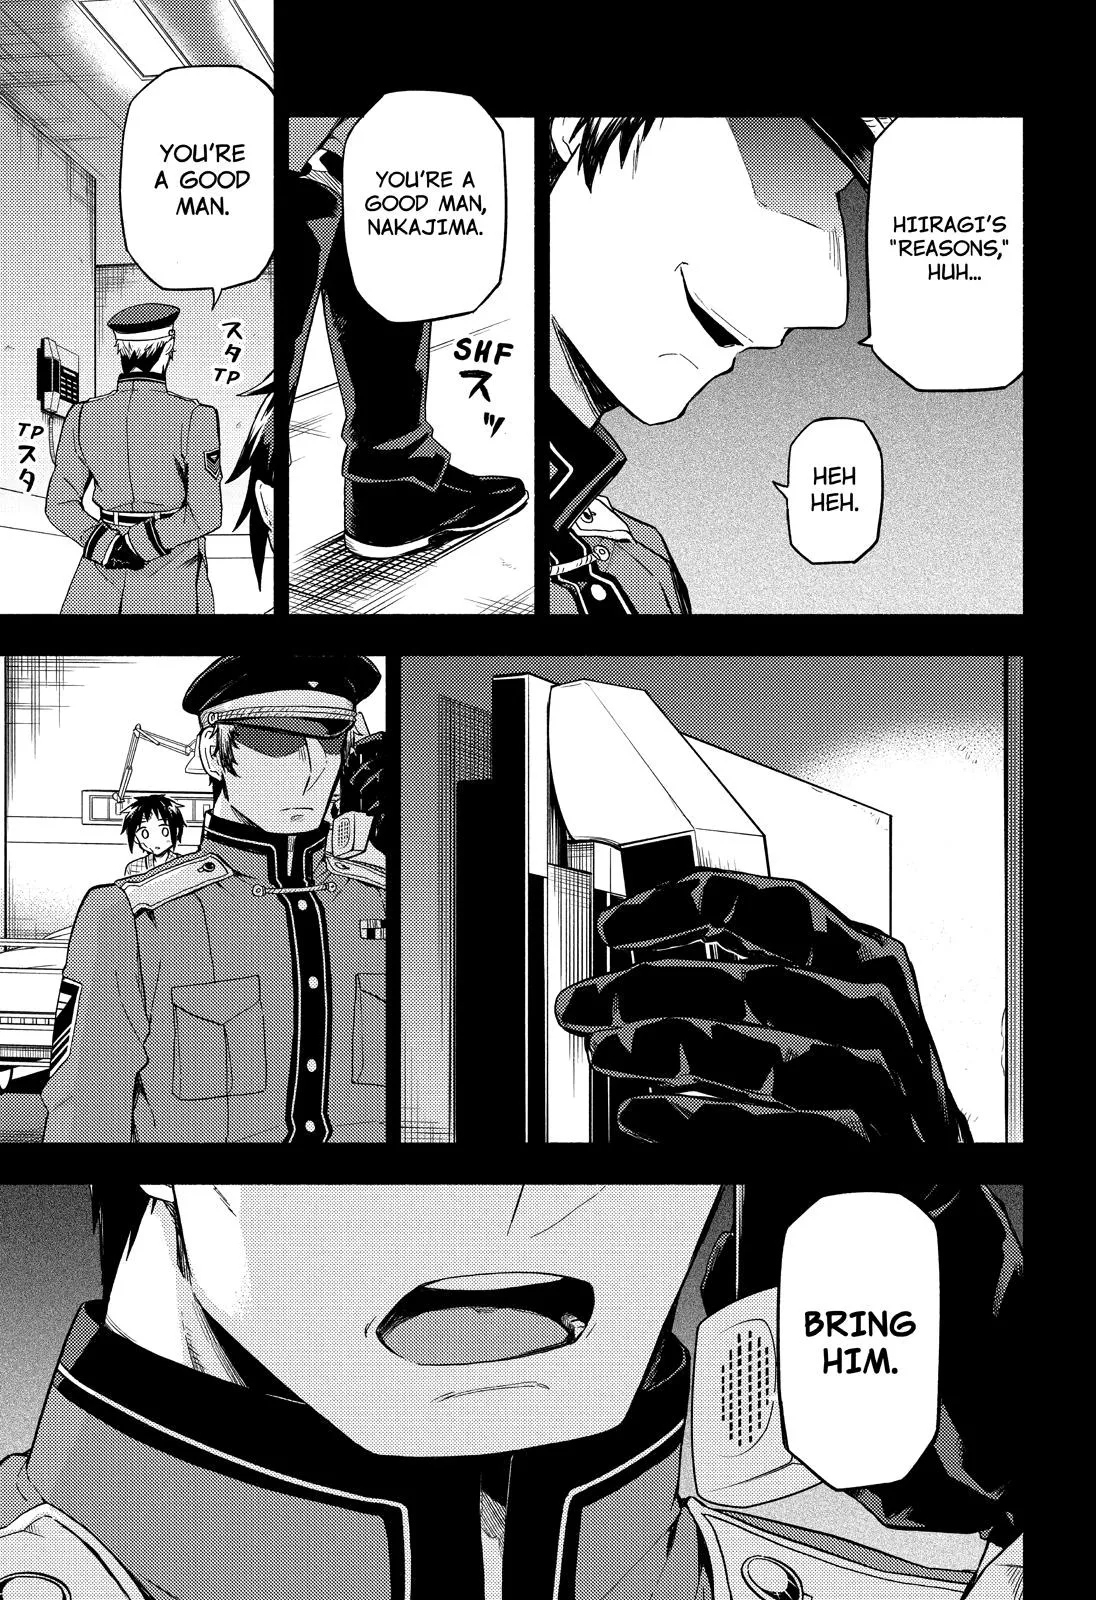 HIIRAGI'S
"REASONS,"
HUH...
HEH
HEH.
YOU'RE A
GOOD MAN,
NAKAJIMA.
SHF
スッ
YOU'RE
A GOOD
MAN.
スタ
TP
TP
スタ
BRING
HIM.